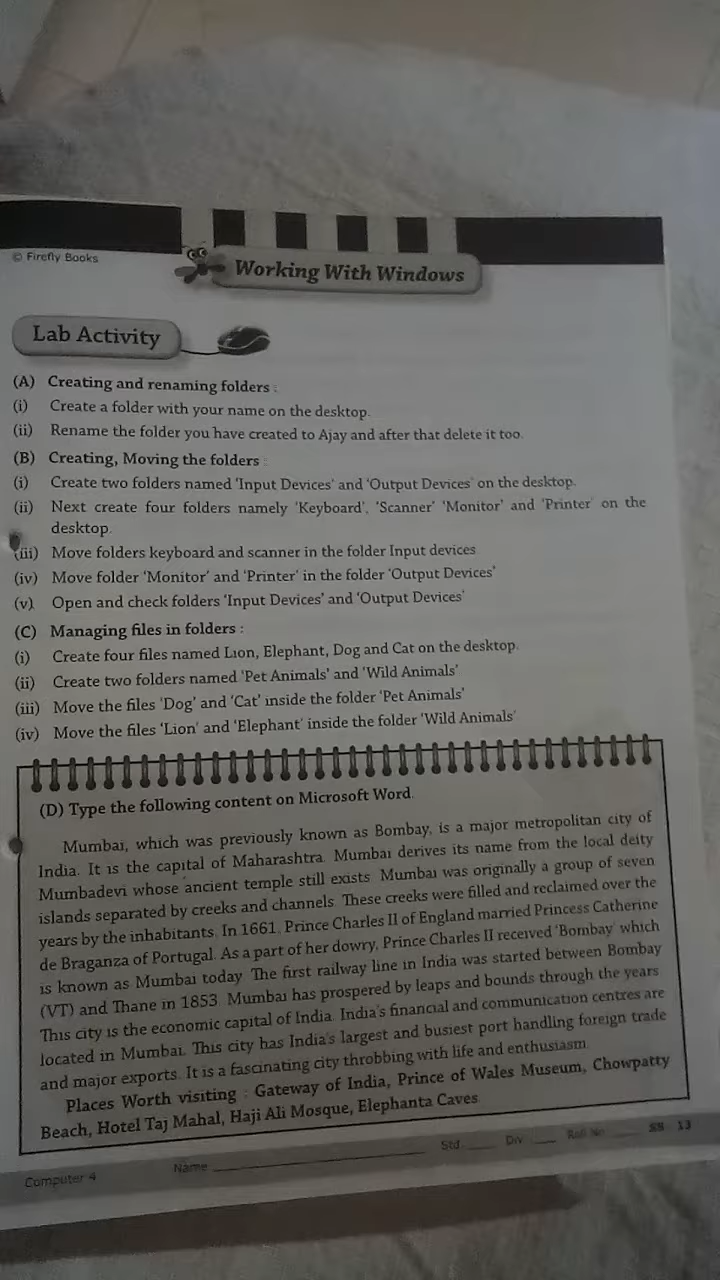 © Firefly Books
Working With Windows
Lab Activity
(A) Creating and renaming folders :
(i) Create a folder with your name on the desktop.
(ii) Rename the folder you have created to Ajay and after that delete it too.
(B) Creating, Moving the folders :
(i) Create two folders named 'Input Devices' and 'Output Devices' on the desktop.
(ii) Next create four folders namely 'Keyboard', 'Scanner' 'Monitor' and 'Printer' on the
desktop.
(iii) Move folders keyboard and scanner in the folder Input devices
(iv) Move folder 'Monitor' and 'Printer' in the folder 'Output Devices'
(v) Open and check folders 'Input Devices' and 'Output Devices'
(C) Managing files in folders :
(i) Create four files named Lion, Elephant, Dog and Cat on the desktop.
(ii) Create two folders named 'Pet Animals' and 'Wild Animals'
(iii) Move the files 'Dog' and 'Cat' inside the folder 'Pet Animals'
(iv) Move the files 'Lion' and 'Elephant' inside the folder 'Wild Animals'
(D) Type the following content on Microsoft Word.
Mumbai, which was previously known as Bombay, is a major metropolitan city of
India. It is the capital of Maharashtra. Mumbai derives its name from the local deity
Mumbadevi whose ancient temple still exists. Mumbai was originally a group of seven
islands separated by creeks and channels. These creeks were filled and reclaimed over the
years by the inhabitants. In 1661, Prince Charles II of England married Princess Catherine
de Braganza of Portugal. As a part of her dowry, Prince Charles II received 'Bombay' which
is known as Mumbai today. The first railway line in India was started between Bombay
(VT) and Thane in 1853. Mumbai has prospered by leaps and bounds through the years.
This city is the economic capital of India. India's financial and communication centres are
located in Mumbai. This city has India's largest and busiest port handling foreign trade
and major exports. It is a fascinating city throbbing with life and enthusiasm.
Places Worth visiting : Gateway of India, Prince of Wales Museum, Chowpatty
Beach, Hotel Taj Mahal, Haji Ali Mosque, Elephanta Caves.
Computer 4 Name Std. Div. Roll No. SS 13